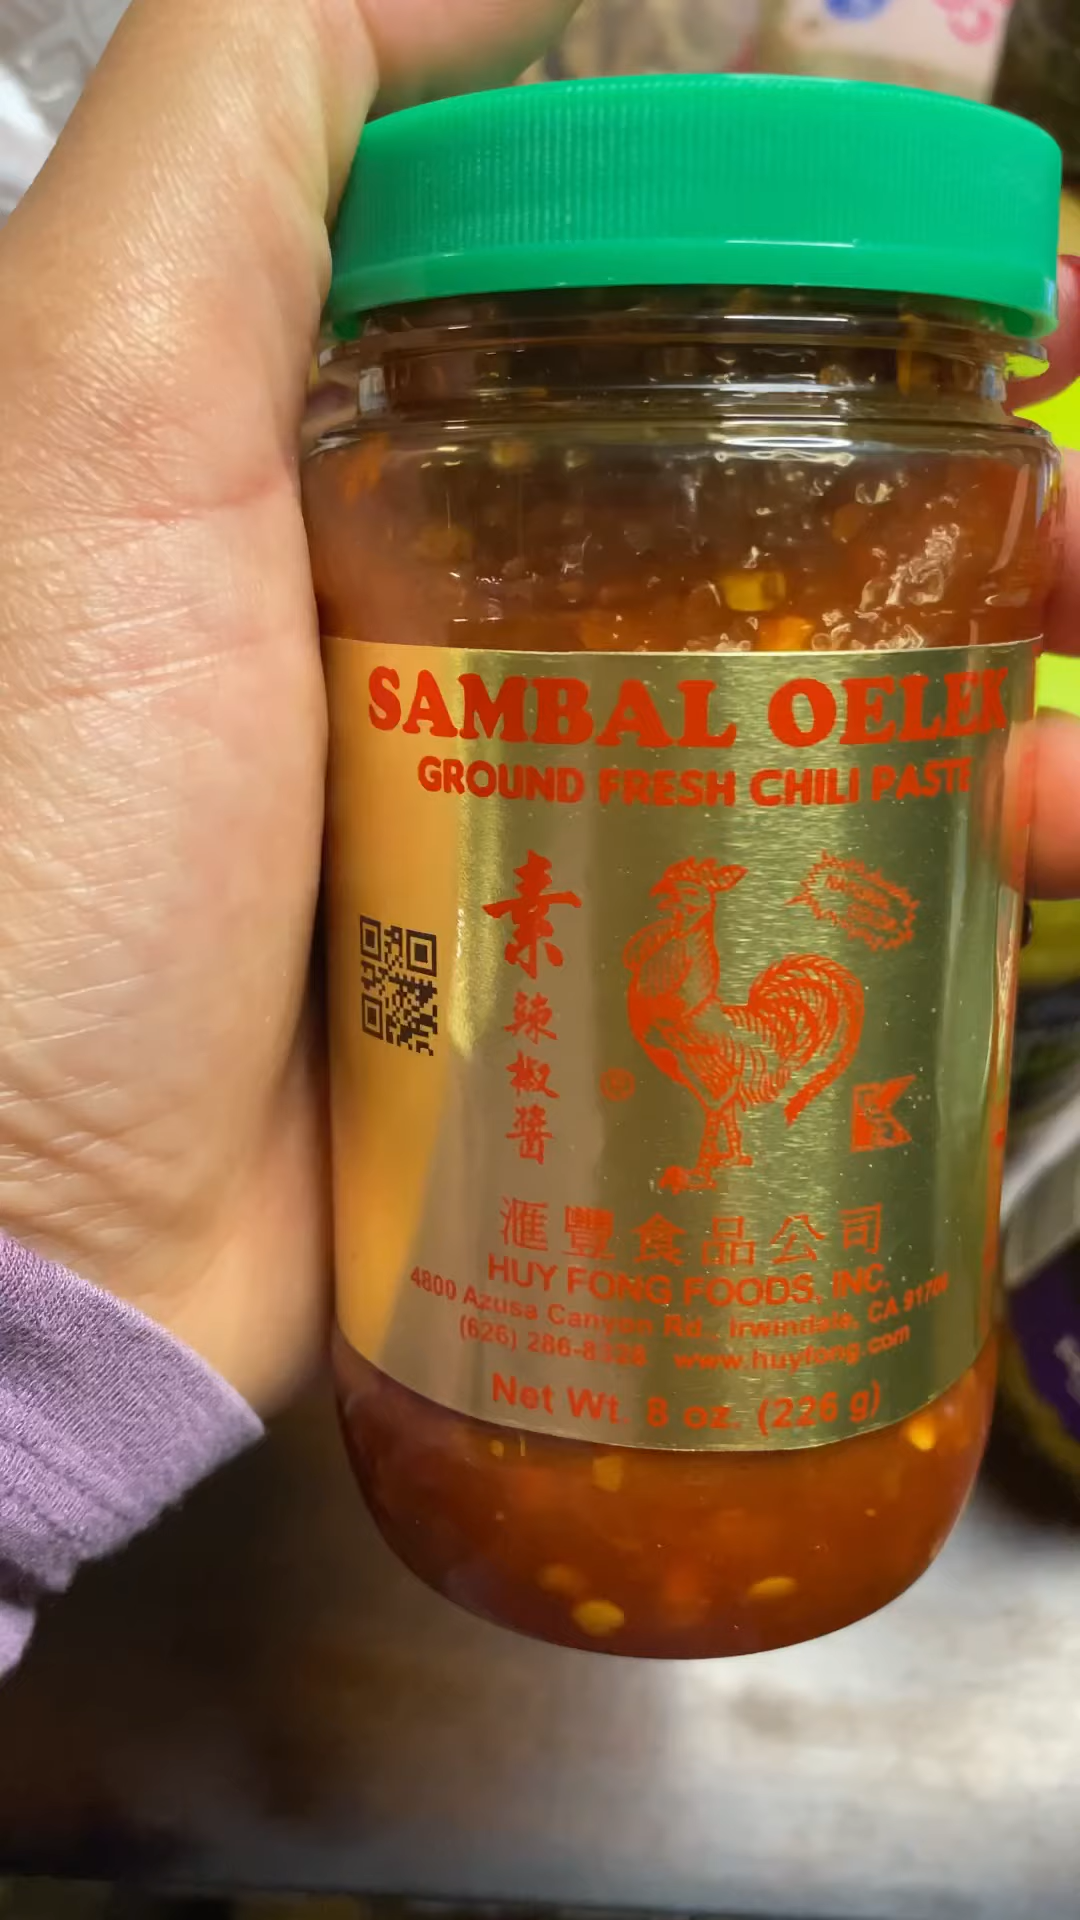 SAMBAL OELEK
GROUND FRESH CHILI PASTE
素
辣
椒
醬
®
滙豐食品公司
HUY FONG FOODS, INC.
4800 Azusa Canyon Rd., Irwindale, CA 91706
(626) 286-8328 www.huyfong.com
Net Wt. 8 oz. (226 g)